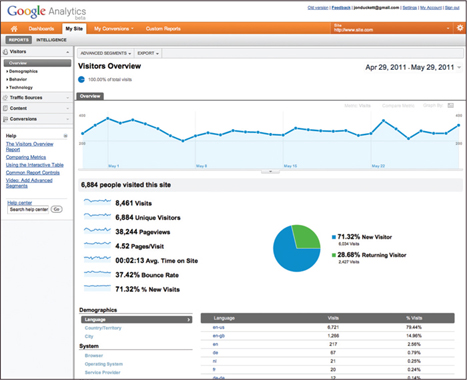 Google Analytics
beta
Old version | Feedback | jonduckett@gmail.com | Settings | My Account | Sign out
Dashboards
My Site
My Conversions
Custom Reports
Site
http://www.site.com
REPORTS
INTELLIGENCE
Visitors
Overview
Demographics
Behavior
Technology
Traffic Sources
Content
Conversions
Help
The Visitors Overview
Report
Comparing Metrics
Using the Interactive Table
Common Report Controls
Video: Add Advanced
Segments
Help center
Search help center
Go
ADVANCED SEGMENTS
EXPORT
Visitors Overview
Apr 29, 2011 - May 29, 2011
100.00% of total visits
Overview
Metric: Visits
Compare Metric
Graph By:
400
400
200
200
May 1
May 8
May 15
May 22
6,884 people visited this site
8,461 Visits
6,884 Unique Visitors
38,244 Pageviews
4.52 Pages/Visit
00:02:13 Avg. Time on Site
37.42% Bounce Rate
71.32% % New Visits
71.32% New Visitor
6,034 Visits
28.68% Returning Visitor
2,427 Visits
Demographics
Language
Country/Territory
City
System
Browser
Operating System
Service Provider
Language Visits % Visits
en-us 6,721 79.44%
en-gb 1,266 14.96%
en 217 2.56%
de 67 0.79%
nl 21 0.25%
fr 20 0.24%